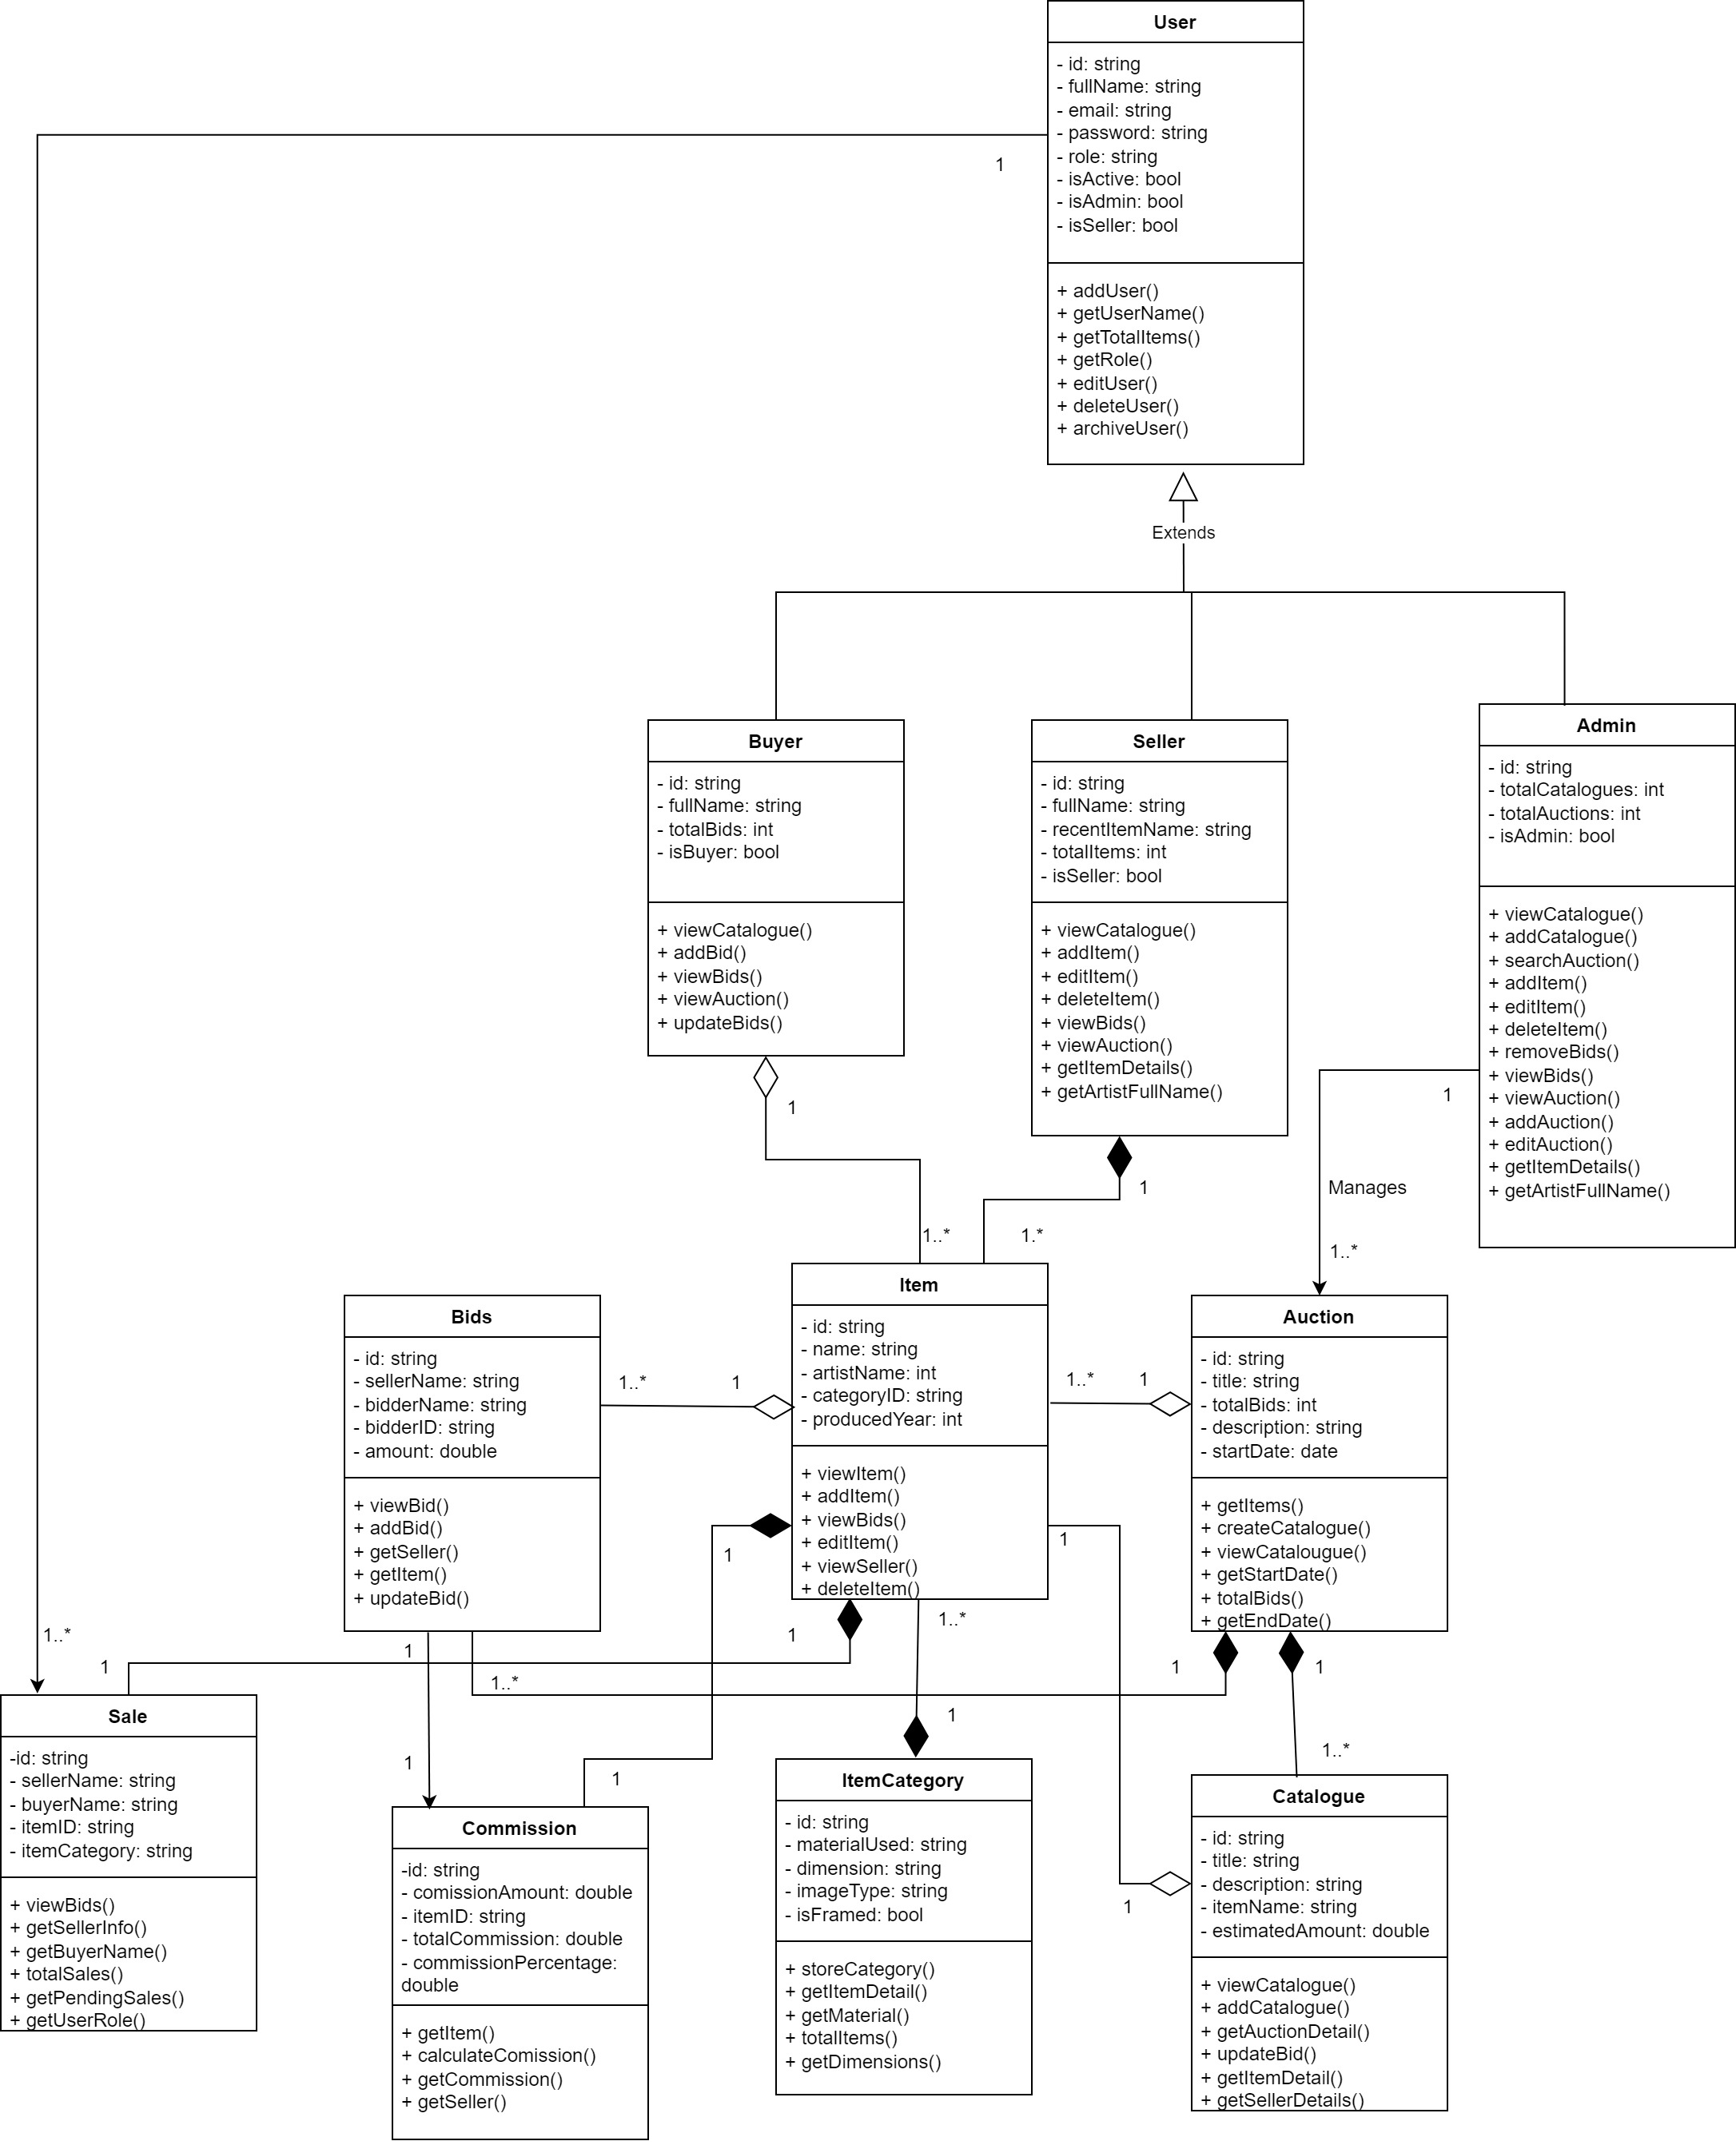 User
- id: string
- fullName: string
- email: string
- password: string
- role: string
- isActive: bool
- isAdmin: bool
- isSeller: bool
+ addUser()
+ getUserName()
+ getTotalItems()
+ getRole()
+ editUser()
+ deleteUser()
+ archiveUser()
1
Extends
Buyer
- id: string
- fullName: string
- totalBids: int
- isBuyer: bool
+ viewCatalogue()
+ addBid()
+ viewBids()
+ viewAuction()
+ updateBids()
1
Seller
- id: string
- fullName: string
- recentItemName: string
- totalItems: int
- isSeller: bool
+ viewCatalogue()
+ addItem()
+ editItem()
+ deleteItem()
+ viewBids()
+ viewAuction()
+ getItemDetails()
+ getArtistFullName()
1
Admin
- id: string
- totalCatalogues: int
- totalAuctions: int
- isAdmin: bool
+ viewCatalogue()
+ addCatalogue()
+ searchAuction()
+ addItem()
+ editItem()
+ deleteItem()
+ removeBids()
+ viewBids()
+ viewAuction()
+ addAuction()
+ editAuction()
+ getItemDetails()
+ getArtistFullName()
1
Manages
1..*
1..*
1.*
Bids
- id: string
- sellerName: string
- bidderName: string
- bidderID: string
- amount: double
+ viewBid()
+ addBid()
+ getSeller()
+ getItem()
+ updateBid()
1..*
1
Item
- id: string
- name: string
- artistName: int
- categoryID: string
- producedYear: int
+ viewItem()
+ addItem()
+ viewBids()
+ editItem()
+ viewSeller()
+ deleteItem()
1..*
1
Auction
- id: string
- title: string
- totalBids: int
- description: string
- startDate: date
+ getItems()
+ createCatalogue()
+ viewCatalougue()
+ getStartDate()
+ totalBids()
+ getEndDate()
1
1
1..*
1
1
1..*
1
1..*
1
1
1
1..*
1
1
1
Sale
-id: string
- sellerName: string
- buyerName: string
- itemID: string
- itemCategory: string
+ viewBids()
+ getSellerInfo()
+ getBuyerName()
+ totalSales()
+ getPendingSales()
+ getUserRole()
Commission
-id: string
- comissionAmount: double
- itemID: string
- totalCommission: double
- commissionPercentage:
double
+ getItem()
+ calculateComission()
+ getCommission()
+ getSeller()
ItemCategory
- id: string
- materialUsed: string
- dimension: string
- imageType: string
- isFramed: bool
+ storeCategory()
+ getItemDetail()
+ getMaterial()
+ totalItems()
+ getDimensions()
1
Catalogue
- id: string
- title: string
- description: string
- itemName: string
- estimatedAmount: double
+ viewCatalogue()
+ addCatalogue()
+ getAuctionDetail()
+ updateBid()
+ getItemDetail()
+ getSellerDetails()